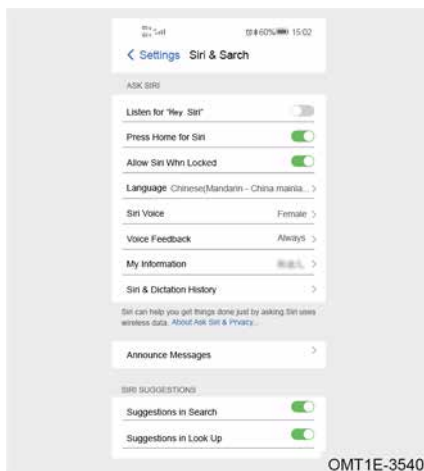 60% 15:02
Settings Siri & Sarch
ASK SIRI
Listen for "Hey Siri"
Press Home for Siri
Allow Siri Whn Locked
Language Chinese(Mandarin - China mainla...
Siri Voice Female
Voice Feedback Always
My Information
Siri & Dictation History
Siri can help you get things done just by asking.Siri uses
wireless data. About Ask Siri & Privacy...
Announce Messages
SIRI SUGGESTIONS
Suggestions in Search
Suggestions in Look Up
OMT1E-3540